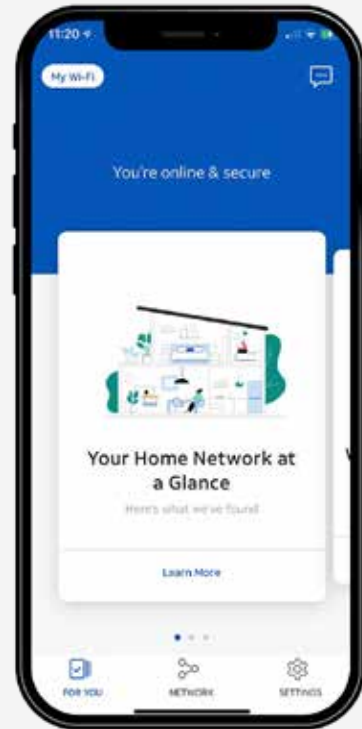 11:20
My Wi-Fi
You're online & secure
Your Home Network at
a Glance
Here's what we've found
Learn More
W
FOR YOU
NETWORK
SETTINGS